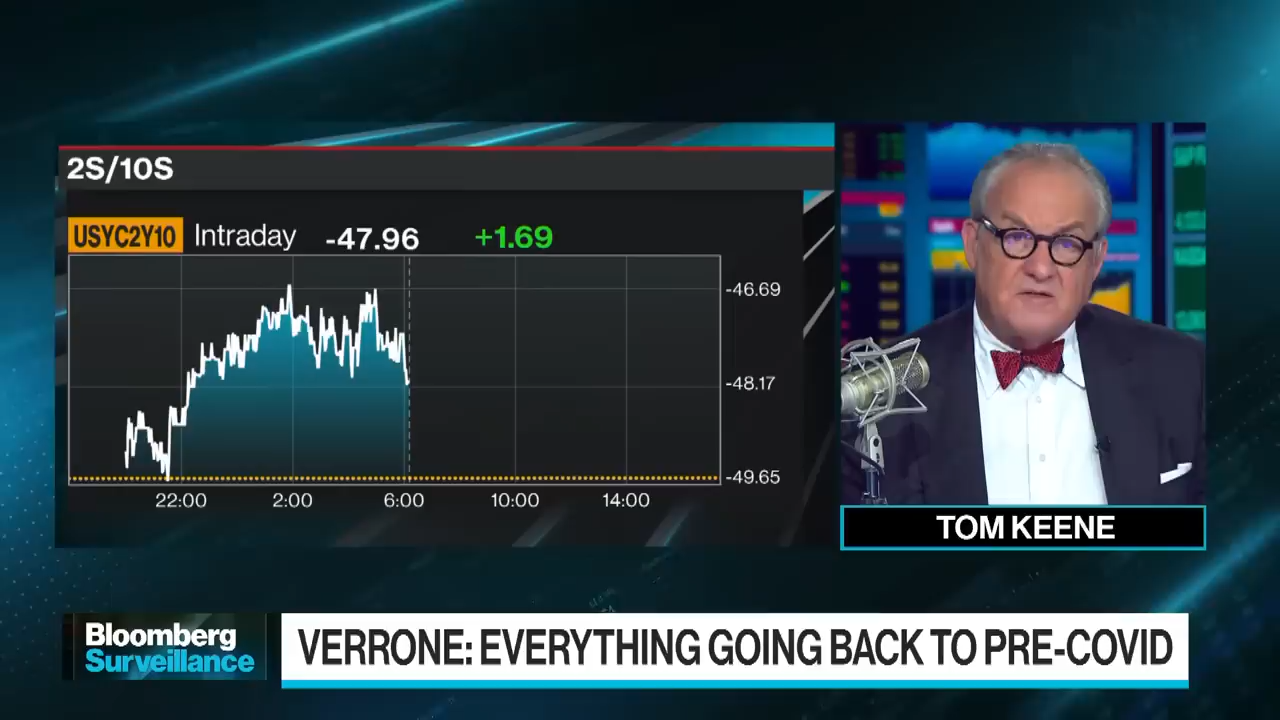 2S/10S
USYC2Y10 Intraday -47.96 +1.69
-46.69
-48.17
-49.65
22:00 2:00 6:00 10:00 14:00
TOM KEENE
Bloomberg
Surveillance
VERRONE: EVERYTHING GOING BACK TO PRE-COVID